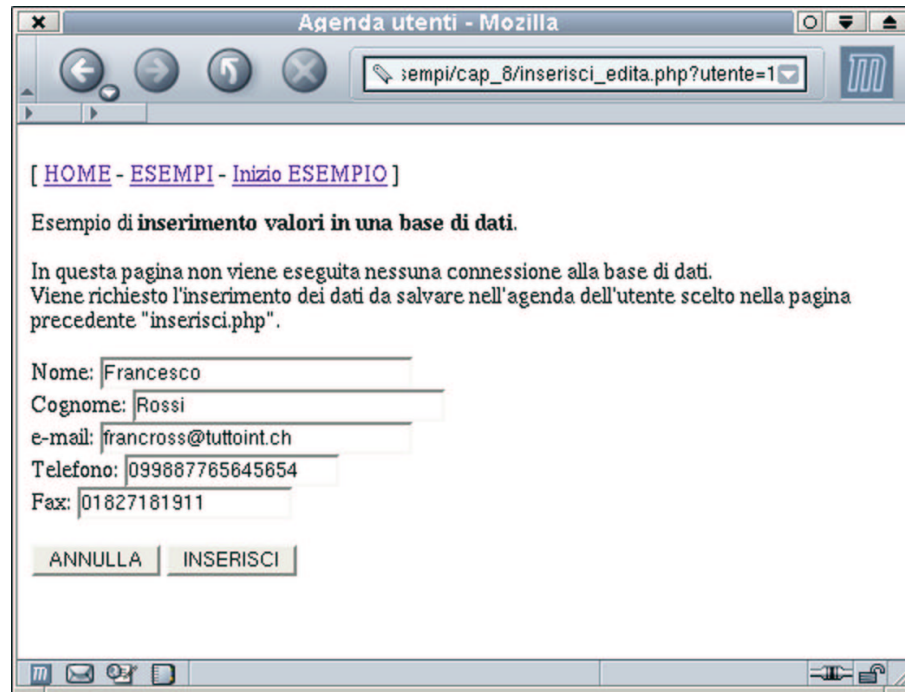 Agenda utenti - Mozilla
sempi/cap_8/inserisci_edita.php?utente=1
[ HOME - ESEMPI - Inizio ESEMPIO ]
Esempio di inserimento valori in una base di dati.
In questa pagina non viene eseguita nessuna connessione alla base di dati.
Viene richiesto l'inserimento dei dati da salvare nell'agenda dell'utente scelto nella pagina
precedente "inserisci.php".
Nome: Francesco
Cognome: Rossi
e-mail: francross@tuttoint.ch
Telefono: 099887765645654
Fax: 01827181911
ANNULLA INSERISCI